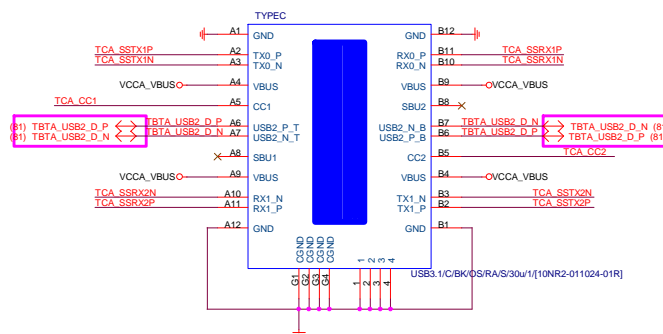 TYPEC
A1 GND GND B12
TCA_SSTX1P A2 TX0_P RX0_P B11 TCA_SSRX1P
TCA_SSTX1N A3 TX0_N RX0_N B10 TCA_SSRX1N
VCCA_VBUS A4 VBUS VBUS B9 VCCA_VBUS
SBU2 B8
TCA_CC1 A5 CC1
(81) TBTA_USB2_D_P TBTA_USB2_D_P A6 USB2_P_T USB2_N_B B7 TBTA_USB2_D_N TBTA_USB2_D_N (8
(81) TBTA_USB2_D_N TBTA_USB2_D_N A7 USB2_N_T USB2_P_B B6 TBTA_USB2_D_P TBTA_USB2_D_P (8
A8 SBU1 CC2 B5 TCA_CC2
VCCA_VBUS A9 VBUS VBUS B4 VCCA_VBUS
TCA_SSRX2N A10 RX1_N TX1_N B3 TCA_SSTX2N
TCA_SSRX2P A11 RX1_P TX1_P B2 TCA_SSTX2P
A12 GND GND B1
CGND CGND CGND CGND 1 2 3 4
G1 G2 G3 G4 1 2 3 4
USB3.1/C/BK/OS/RA/S/30u/1/[10NR2-011024-01R]